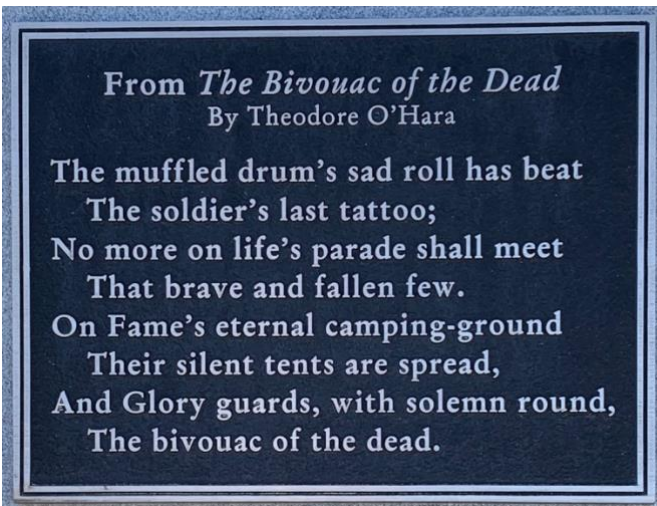 From The Bivouac of the Dead
By Theodore O’Hara
The muffled drum’s sad roll has beat
The soldier’s last tattoo;
No more on life’s parade shall meet
That brave and fallen few.
On Fame’s eternal camping-ground
Their silent tents are spread,
And Glory guards, with solemn round,
The bivouac of the dead.